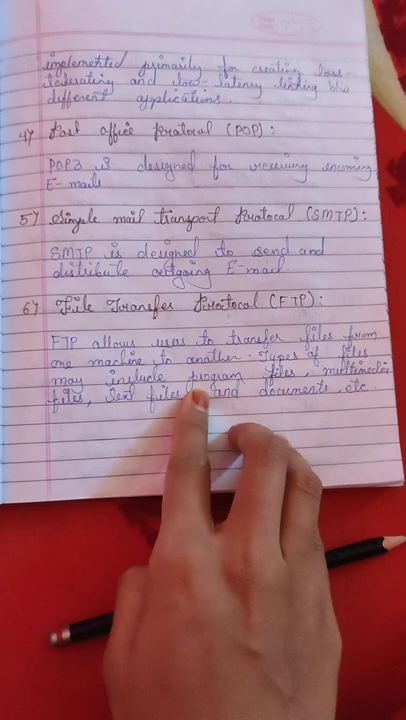 implemented primarily for creating loss-
tolerating and low-latency linking b/w
different applications.
4) Post office Protocal (POP) :
POP3 is designed for receiving incoming
E-mails
5) Simple mail transport Protocal (SMTP) :
SMTP is designed to send and
distribute outgoing E-mail.
6) File Transfer Protocal (FTP) :
FTP allows users to transfer files from
one machine to another. Types of files
may include program files, multimedia
files, text files, and documents, etc.